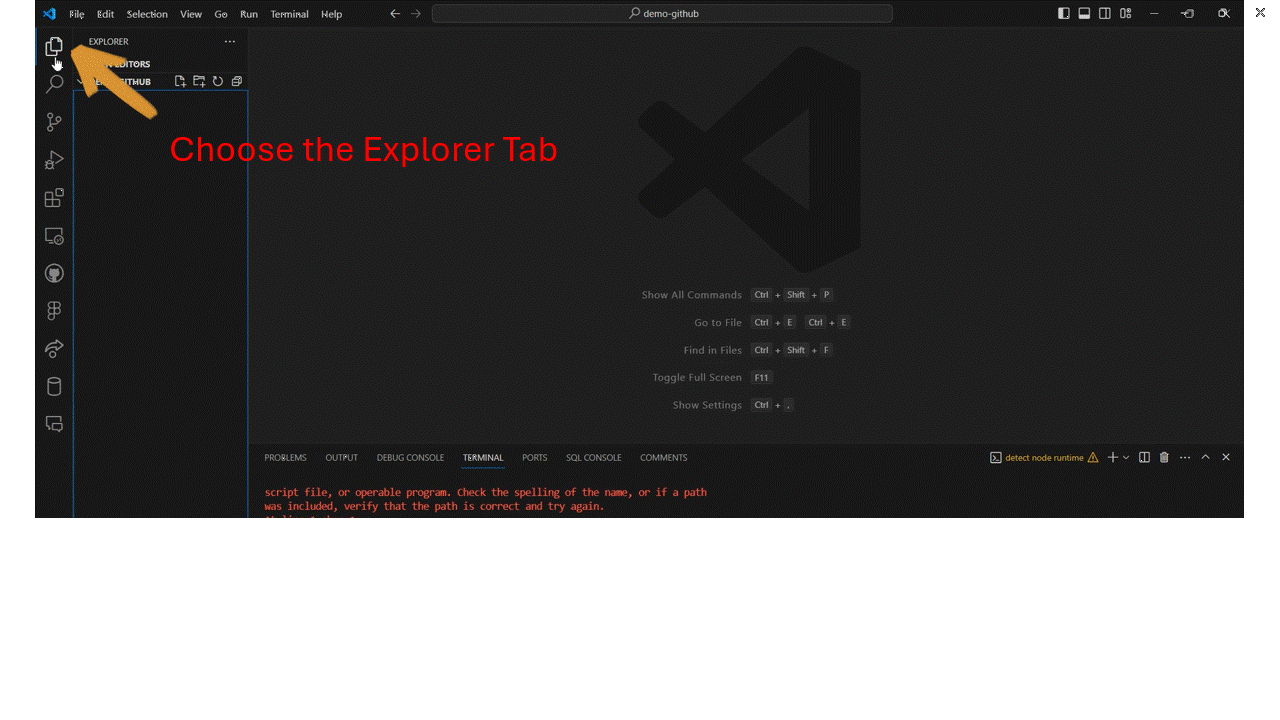 File Edit Selection View Go Run Terminal Help
demo-github
EXPLORER
EDITORS
GITHUB
Choose the Explorer Tab
Show All Commands Ctrl + Shift + P
Go to File Ctrl + E Ctrl + E
Find in Files Ctrl + Shift + F
Toggle Full Screen F11
Show Settings Ctrl + ,
PROBLEMS OUTPUT DEBUG CONSOLE TERMINAL PORTS SQL CONSOLE COMMENTS
detect node runtime
script file, or operable program. Check the spelling of the name, or if a path
was included, verify that the path is correct and try again.